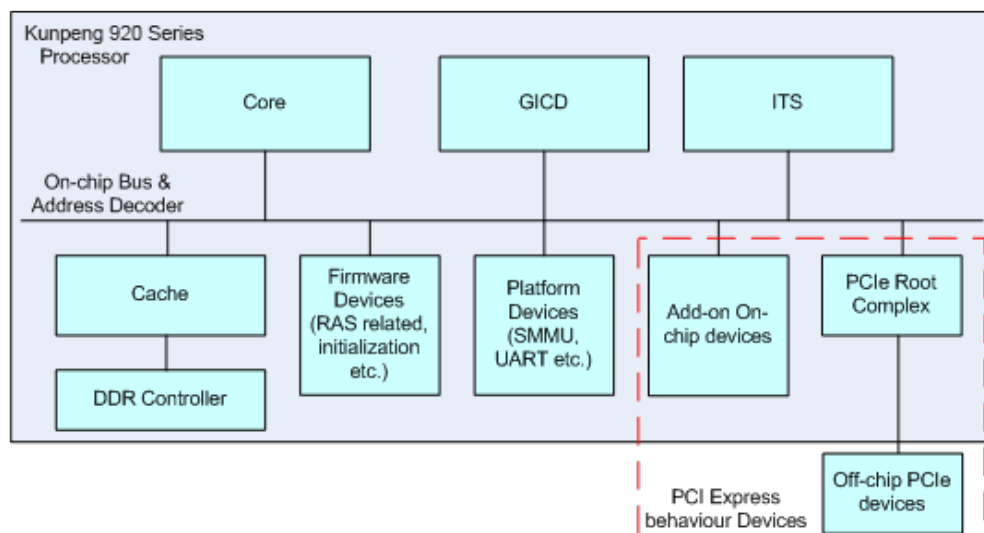 Kunpeng 920 Series
Processor
Core
GICD
ITS
On-chip Bus &
Address Decoder
Cache
Firmware
Devices
(RAS related,
initialization
etc.)
Platform
Devices
(SMMU,
UART etc.)
Add-on On-
chip devices
PCIe Root
Complex
DDR Controller
PCI Express
behaviour Devices
Off-chip PCIe
devices